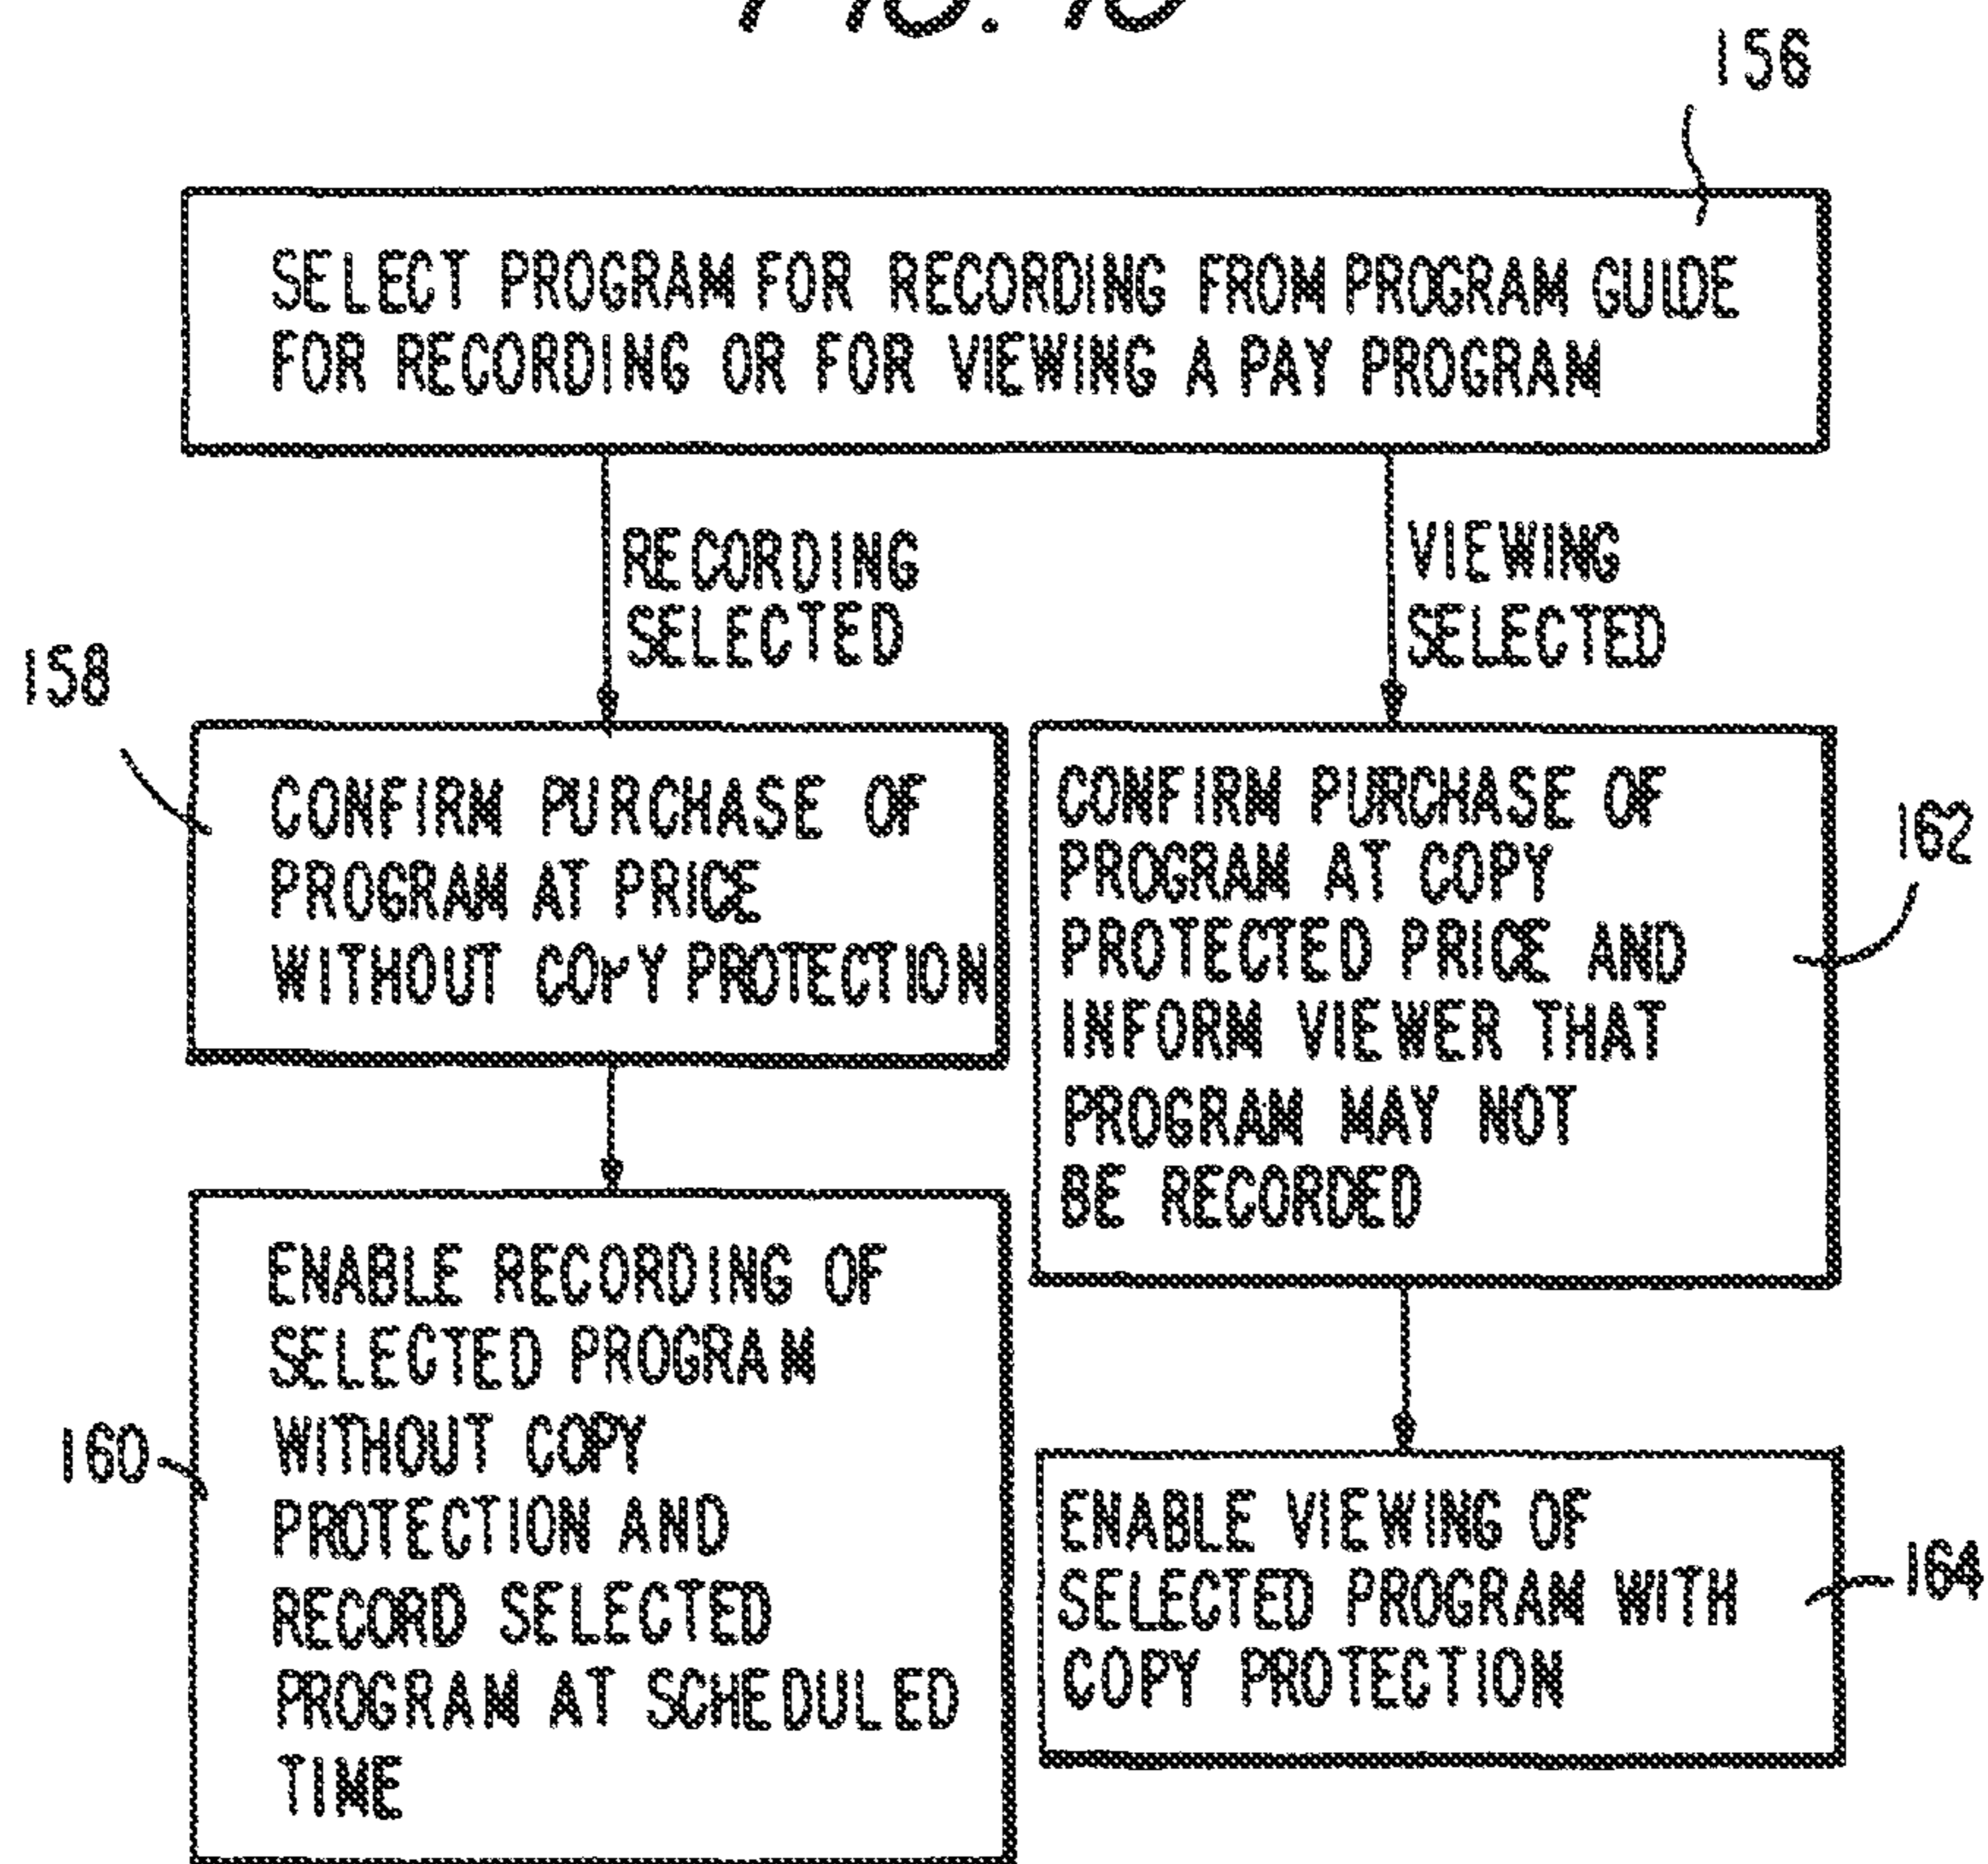 156
SELECT PROGRAM FOR RECORDING FROM PROGRAM GUIDE
FOR RECORDING OR FOR VIEWING A PAY PROGRAM
RECORDING
SELECTED
VIEWING
SELECTED
158
CONFIRM PURCHASE OF
PROGRAM AT PRICE
WITHOUT COPY PROTECTION
CONFIRM PURCHASE OF
PROGRAM AT COPY
PROTECTED PRICE AND
INFORM VIEWER THAT
PROGRAM MAY NOT
BE RECORDED
162
160
ENABLE RECORDING OF
SELECTED PROGRAM
WITHOUT COPY
PROTECTION AND
RECORD SELECTED
PROGRAM AT SCHEDULED
TIME
ENABLE VIEWING OF
SELECTED PROGRAM WITH
COPY PROTECTION
164